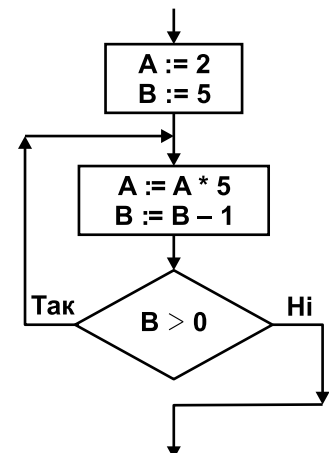 A := 2
B := 5
A := A * 5
B := B – 1
B > 0
Так
Ні